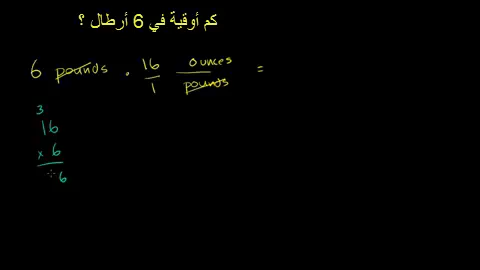 كم أوقية في 6 أرطال ؟
6 pounds . 16/1 ounces/pounds =
3
16
x 6
6